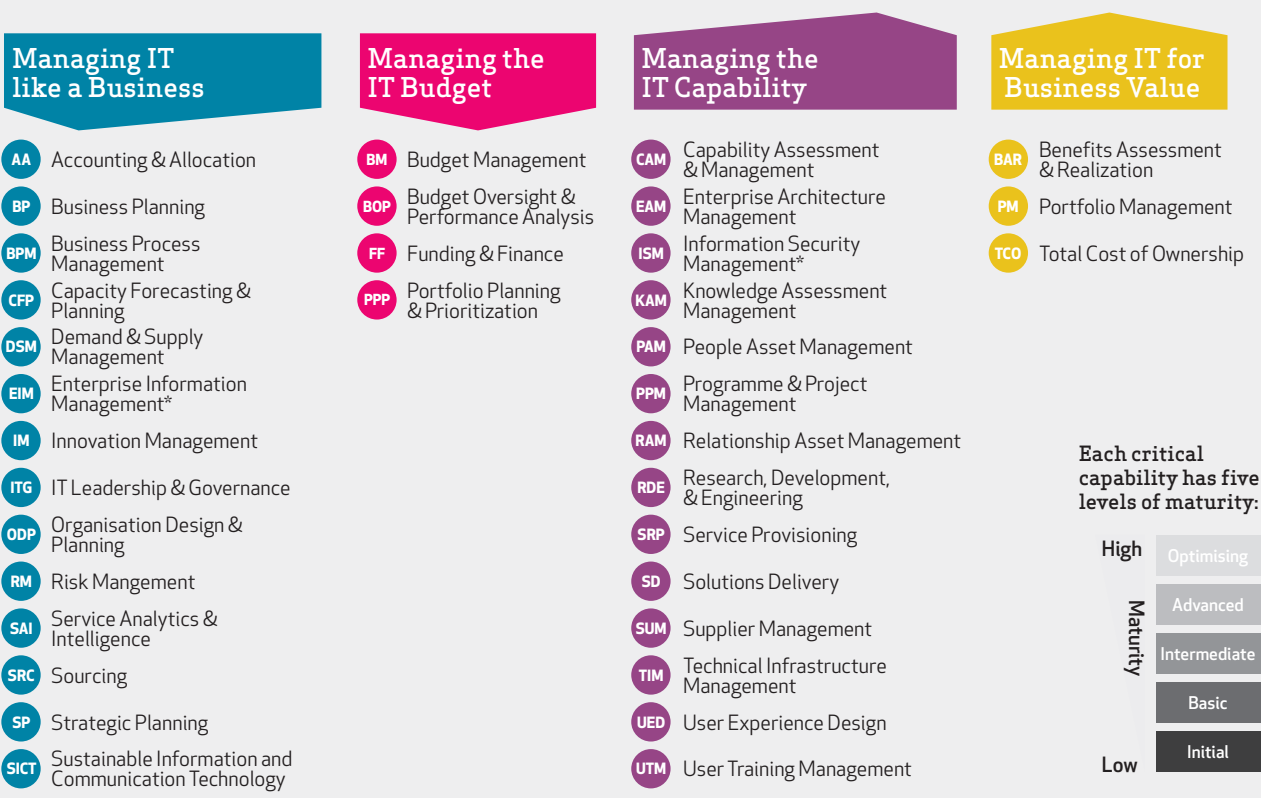 Managing IT
like a Business
AA Accounting & Allocation
BP Business Planning
BPM Business Process
Management
CFP Capacity Forecasting &
Planning
DSM Demand & Supply
Management
EIM Enterprise Information
Management*
IM Innovation Management
ITG IT Leadership & Governance
ODP Organisation Design &
Planning
RM Risk Mangement
SAI Service Analytics &
Intelligence
SRC Sourcing
SP Strategic Planning
SICT Sustainable Information and
Communication Technology
Managing the
IT Budget
BM Budget Management
BOP Budget Oversight &
Performance Analysis
FF Funding & Finance
PPP Portfolio Planning
& Prioritization
Managing the
IT Capability
CAM Capability Assessment
& Management
EAM Enterprise Architecture
Management
ISM Information Security
Management*
KAM Knowledge Assessment
Management
PAM People Asset Management
PPM Programme & Project
Management
RAM Relationship Asset Management
RDE Research, Development,
& Engineering
SRP Service Provisioning
SD Solutions Delivery
SUM Supplier Management
TIM Technical Infrastructure
Management
UED User Experience Design
UTM User Training Management
Managing IT for
Business Value
BAR Benefits Assessment
& Realization
PM Portfolio Management
TCO Total Cost of Ownership
Each critical
capability has five
levels of maturity:
High
Maturity
Low
Optimising
Advanced
Intermediate
Basic
Initial